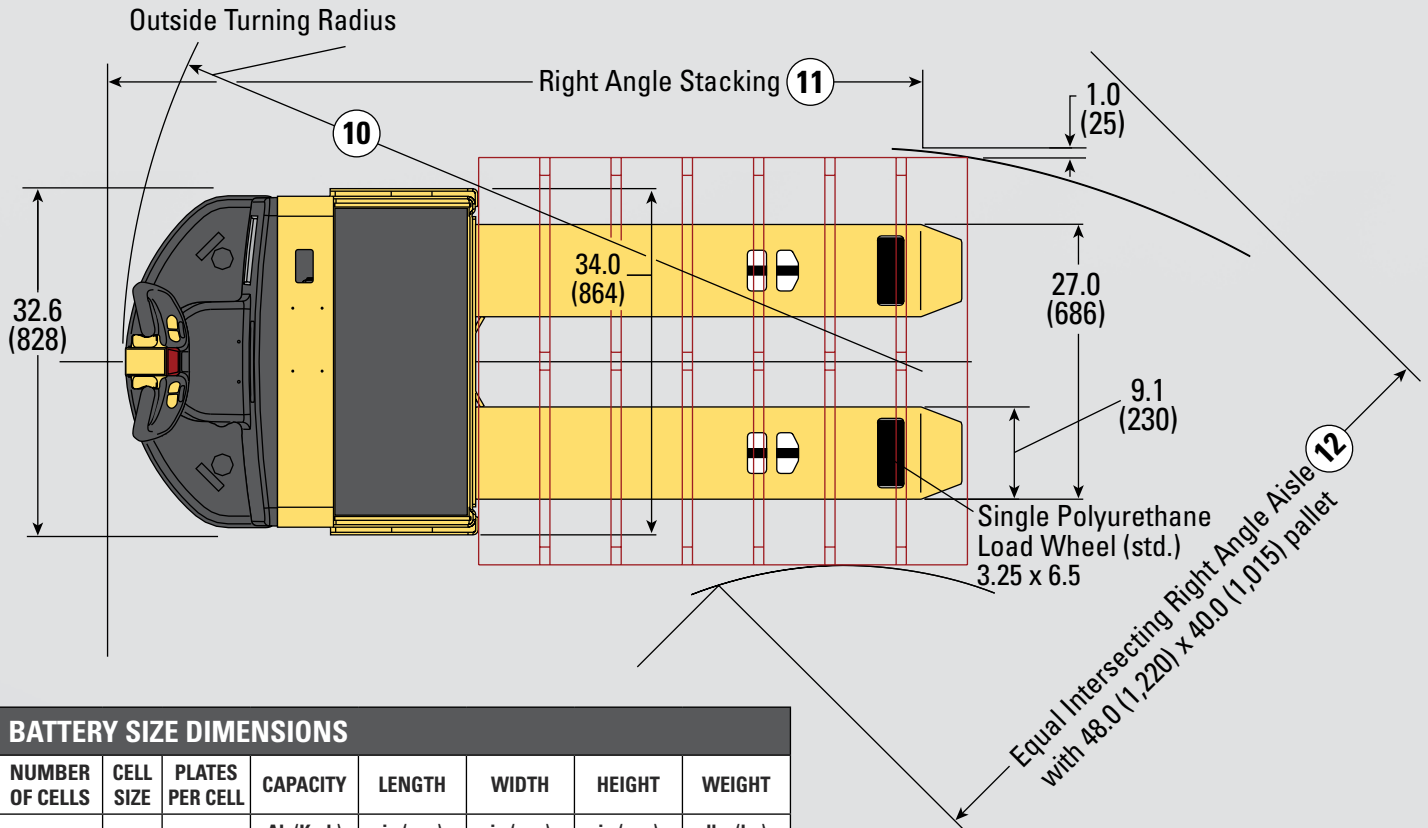 Outside Turning Radius
Right Angle Stacking 11
10
1.0
(25)
32.6
(828)
34.0
(864)
27.0
(686)
9.1
(230)
Single Polyurethane
Load Wheel (std.)
3.25 x 6.5
Equal Intersecting Right Angle Aisle 12
with 48.0 (1,220) x 40.0 (1,015) pallet
BATTERY SIZE DIMENSIONS
NUMBER OF CELLS CELL SIZE PLATES PER CELL CAPACITY LENGTH WIDTH HEIGHT WEIGHT